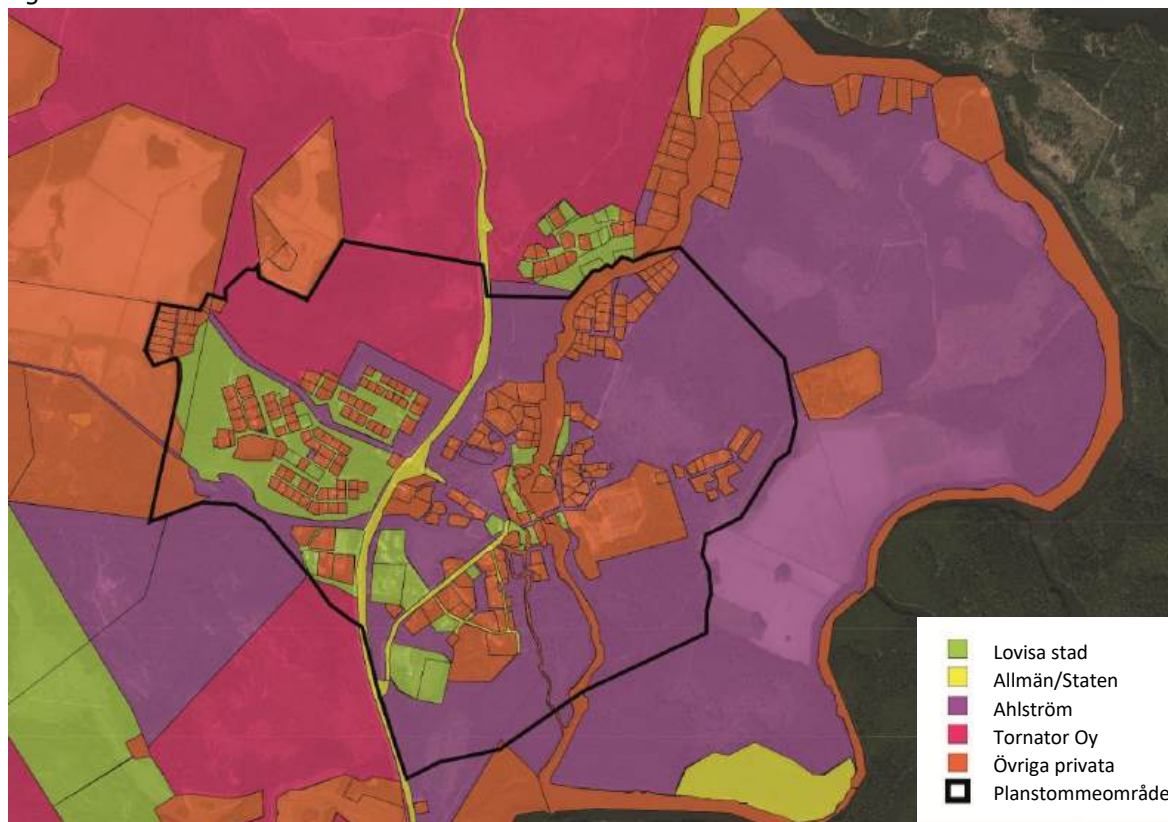 Lovisa stad
Allmän/Staten
Ahlström
Tornator Oy
Övriga privata
Planstommeområde